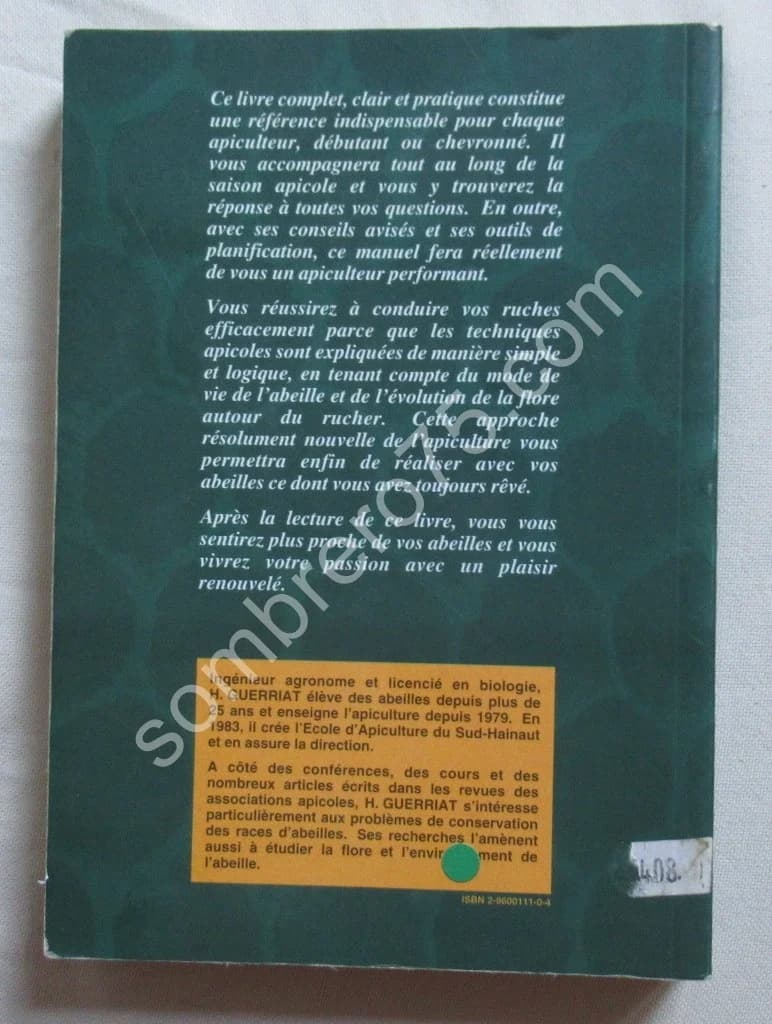 Ce livre complet, clair et pratique constitue
une référence indispensable pour chaque
apiculteur, débutant ou chevronné. Il
vous accompagnera tout au long de la
saison apicole et vous y trouverez la
réponse à toutes vos questions. En outre,
avec ses conseils avisés et ses outils de
planification, ce manuel fera réellement
de vous un apiculteur performant.
Vous réussirez à conduire vos ruches
efficacement parce que les techniques
apicoles sont expliquées de manière simple
et logique, en tenant compte du mode de
vie de l'abeille et de l'évolution de la flore
autour du rucher. Cette approche
résolument nouvelle de l'apiculture vous
permettra enfin de réaliser avec vos
abeilles ce dont vous avez toujours rêvé.
Après la lecture de ce livre, vous vous
sentirez plus proche de vos abeilles et vous
vivrez votre passion avec un plaisir
renouvelé.
sombrero75.com
Ingénieur agronome et licencié en biologie,
H. GUERRIAT élève des abeilles depuis plus de
25 ans et enseigne l'apiculture depuis 1979. En
1983, il crée l'Ecole d'Apiculture du Sud-Hainaut
et en assure la direction.
A côté des conférences, des cours et des
nombreux articles écrits dans les revues des
associations apicoles, H. GUERRIAT s'intéresse
particulièrement aux problèmes de conservation
des races d'abeilles. Ses recherches l'amènent
aussi à étudier la flore et l'environnement de
l'abeille.
ISBN 2-9600111-0-4